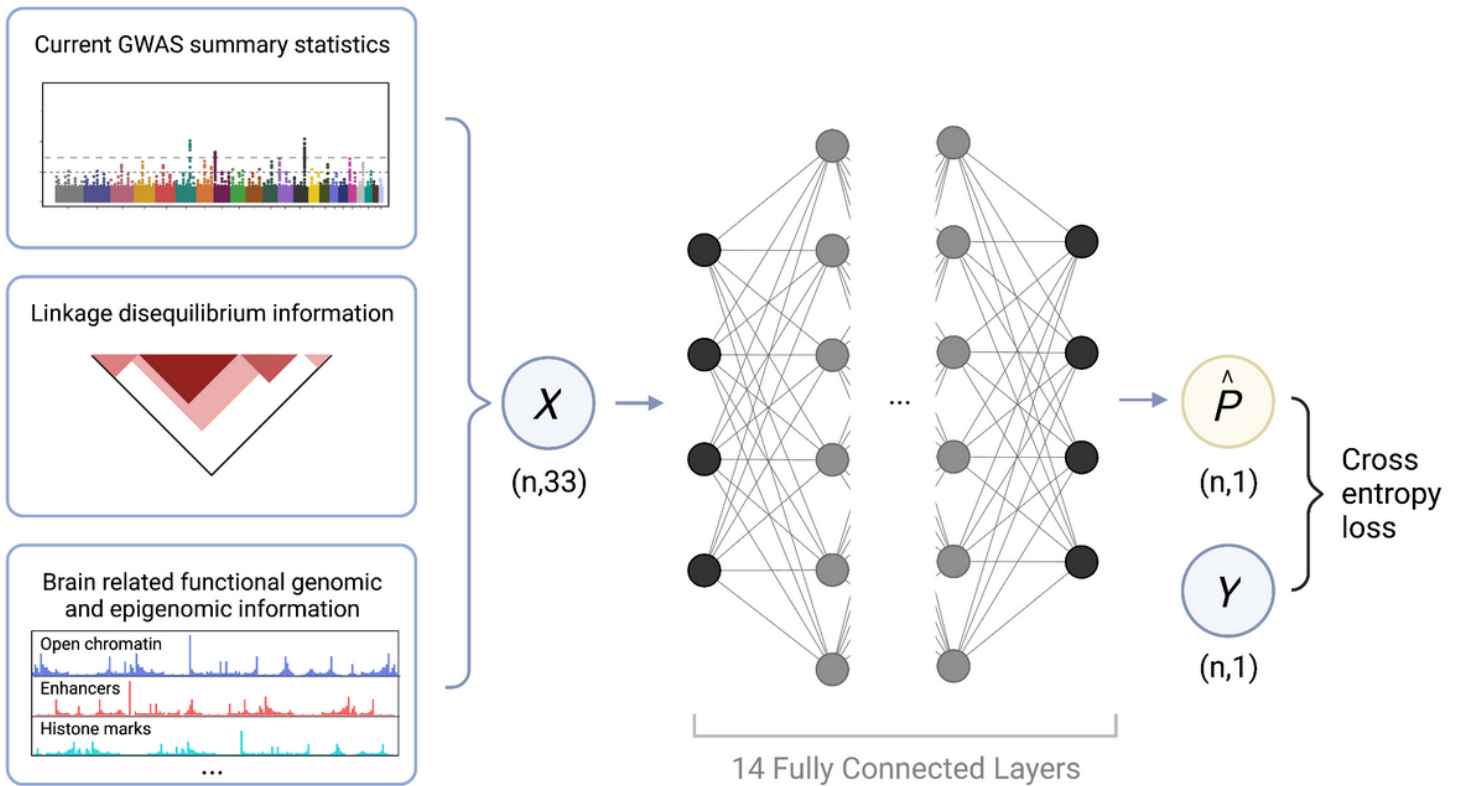 Current GWAS summary statistics
Linkage disequilibrium information
Brain related functional genomic
and epigenomic information
Open chromatin
Enhancers
Histone marks
...
X
(n,33)
...
14 Fully Connected Layers
^
P
(n,1)
Y
(n,1)
Cross
entropy
loss